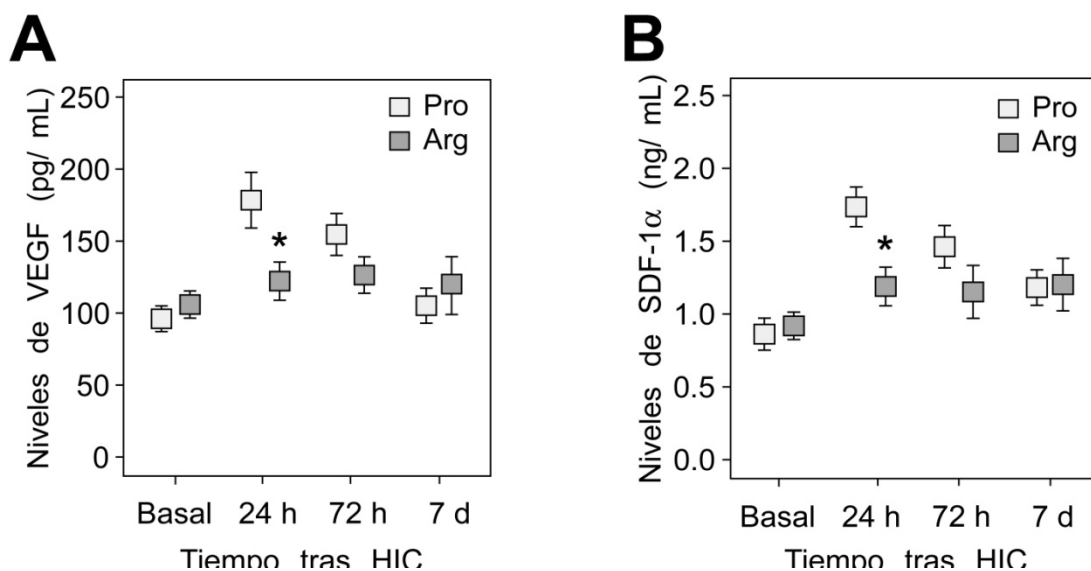 A
Niveles de VEGF (pg/ mL)
250
200
150
100
50
0
Pro
Arg
*
Basal 24 h 72 h 7 d
Tiempo tras HIC
B
Niveles de SDF-1α (ng/ mL)
2.5
2.0
1.5
1.0
0.5
0.0
Pro
Arg
*
Basal 24 h 72 h 7 d
Tiempo tras HIC